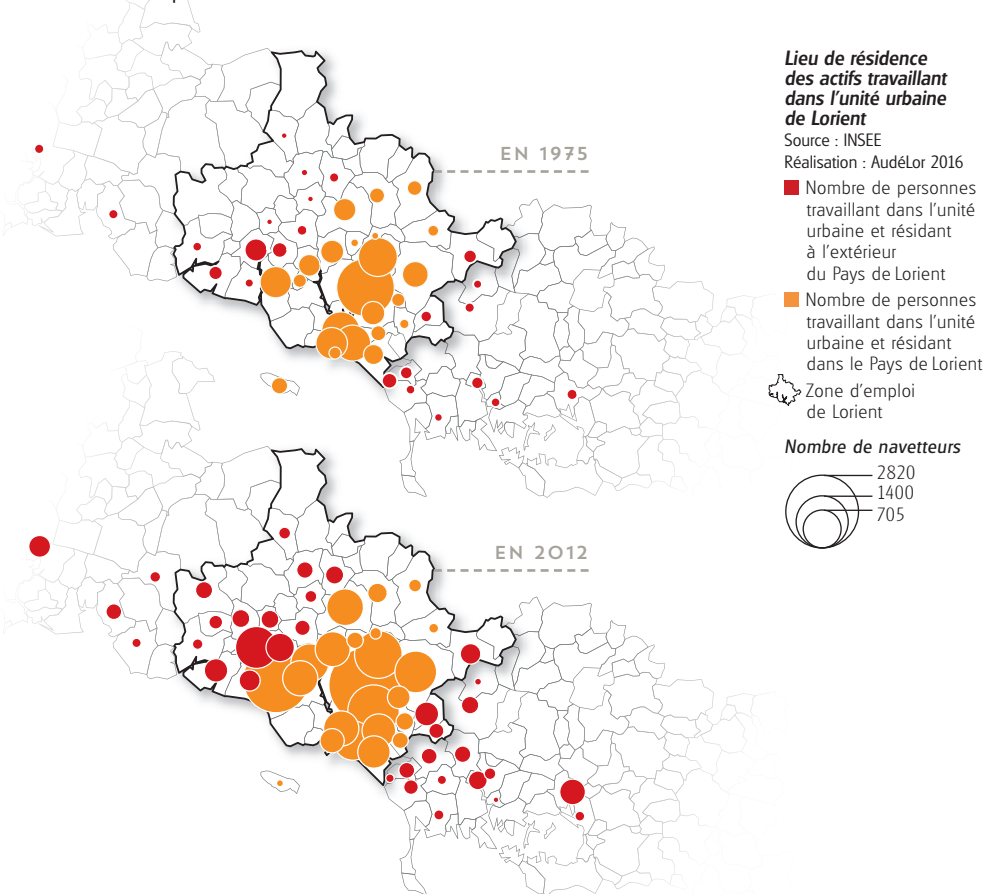 EN 1975
Lieu de résidence
des actifs travaillant
dans l'unité urbaine
de Lorient
Source : INSEE
Réalisation : AudéLor 2016
Nombre de personnes
travaillant dans l'unité
urbaine et résidant
à l'extérieur
du Pays de Lorient
Nombre de personnes
travaillant dans l'unité
urbaine et résidant
dans le Pays de Lorient
Zone d'emploi
de Lorient
Nombre de navetteurs
2820
1400
705
EN 2012